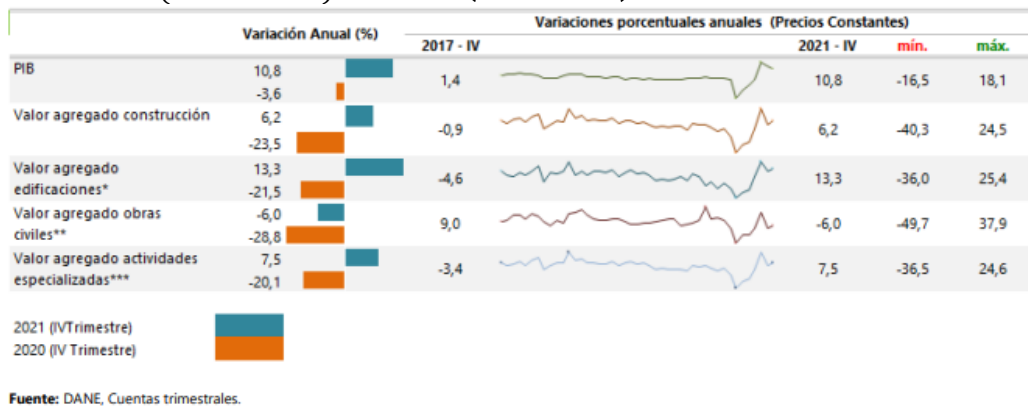 Variación Anual (%)
Variaciones porcentuales anuales (Precios Constantes)
2017 - IV 2021 - IV mín. máx.
PIB 10,8 -3,6 1,4 10,8 -16,5 18,1
Valor agregado construcción 6,2 -23,5 -0,9 6,2 -40,3 24,5
Valor agregado
edificaciones* 13,3 -21,5 -4,6 13,3 -36,0 25,4
Valor agregado obras
civiles** -6,0 -28,8 9,0 -6,0 -49,7 37,9
Valor agregado actividades
especializadas*** 7,5 -20,1 -3,4 7,5 -36,5 24,6
2021 (IVTrimestre)
2020 (IV Trimestre)
Fuente: DANE, Cuentas trimestrales.